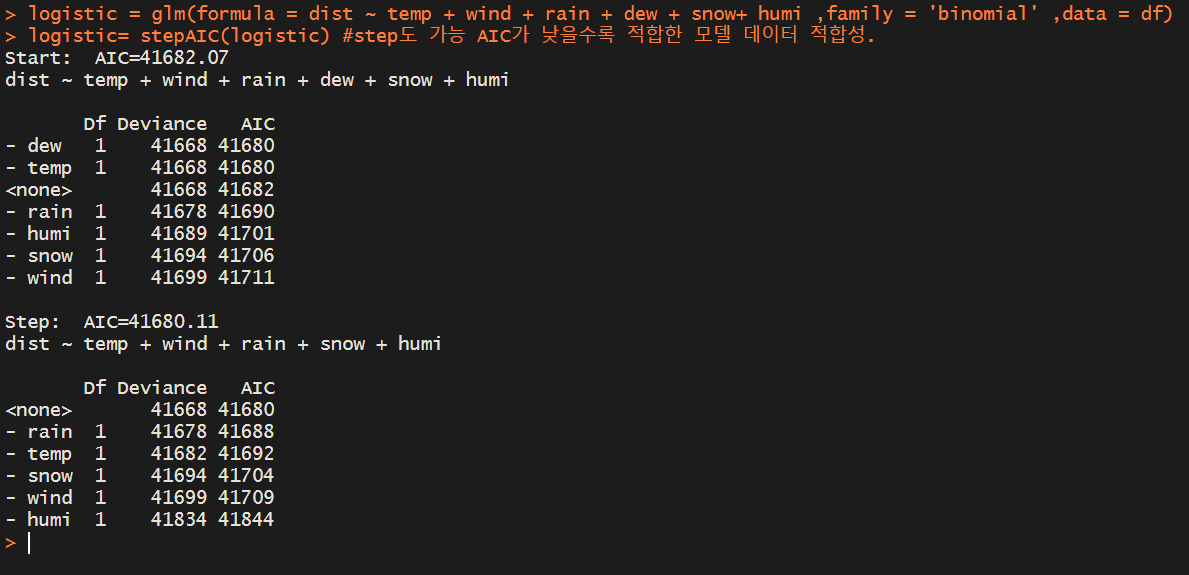 > logistic = glm(formula = dist ~ temp + wind + rain + dew + snow+ humi ,family = 'binomial' ,data = df)
> logistic= stepAIC(logistic) #step도 가능 AIC가 낮을수록 적합한 모델 데이터 적합성.
Start:  AIC=41682.07
dist ~ temp + wind + rain + dew + snow + humi

       Df Deviance   AIC
- dew   1    41668 41680
- temp  1    41668 41680
<none>       41668 41682
- rain  1    41678 41690
- humi  1    41689 41701
- snow  1    41694 41706
- wind  1    41699 41711

Step:  AIC=41680.11
dist ~ temp + wind + rain + snow + humi

       Df Deviance   AIC
<none>       41668 41680
- rain  1    41678 41688
- temp  1    41682 41692
- snow  1    41694 41704
- wind  1    41699 41709
- humi  1    41834 41844
>